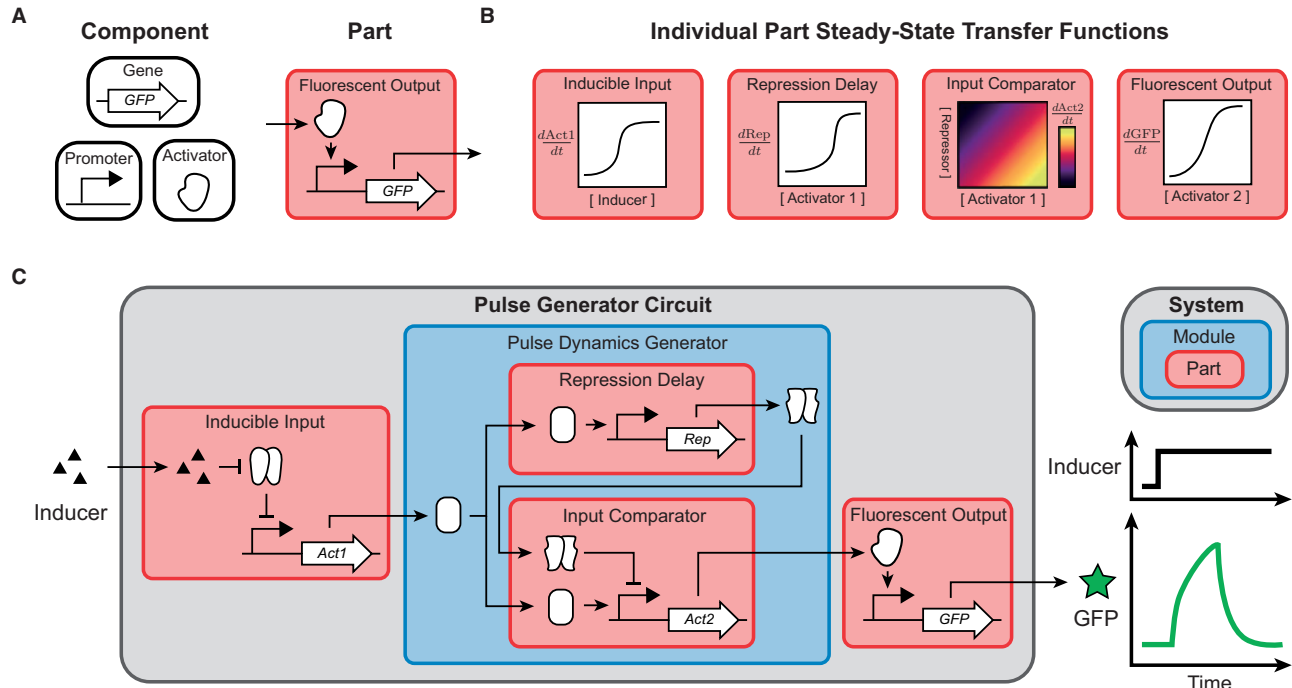 A
Component
Part
Gene
GFP
Promoter
Activator
Fluorescent Output
GFP
B
Individual Part Steady-State Transfer Functions
Inducible Input
dAct1
dt
[ Inducer ]
Repression Delay
dRep
dt
[ Activator 1 ]
Input Comparator
[ Repressor ]
dAct2
dt
[ Activator 1 ]
Fluorescent Output
dGFP
dt
[ Activator 2 ]
C
Pulse Generator Circuit
Pulse Dynamics Generator
Inducer
Inducible Input
Act1
Repression Delay
Rep
Input Comparator
Act2
Fluorescent Output
GFP
GFP
System
Module
Part
Inducer
Time